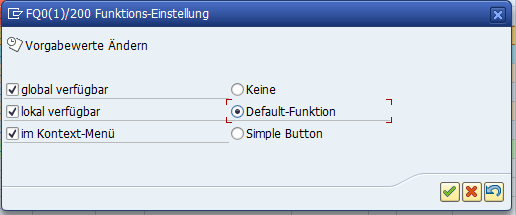 FQ0(1)/200 Funktions-Einstellung
Vorgabewerte Ändern
global verfügbar
Keine
lokal verfügbar
Default-Funktion
im Kontext-Menü
Simple Button